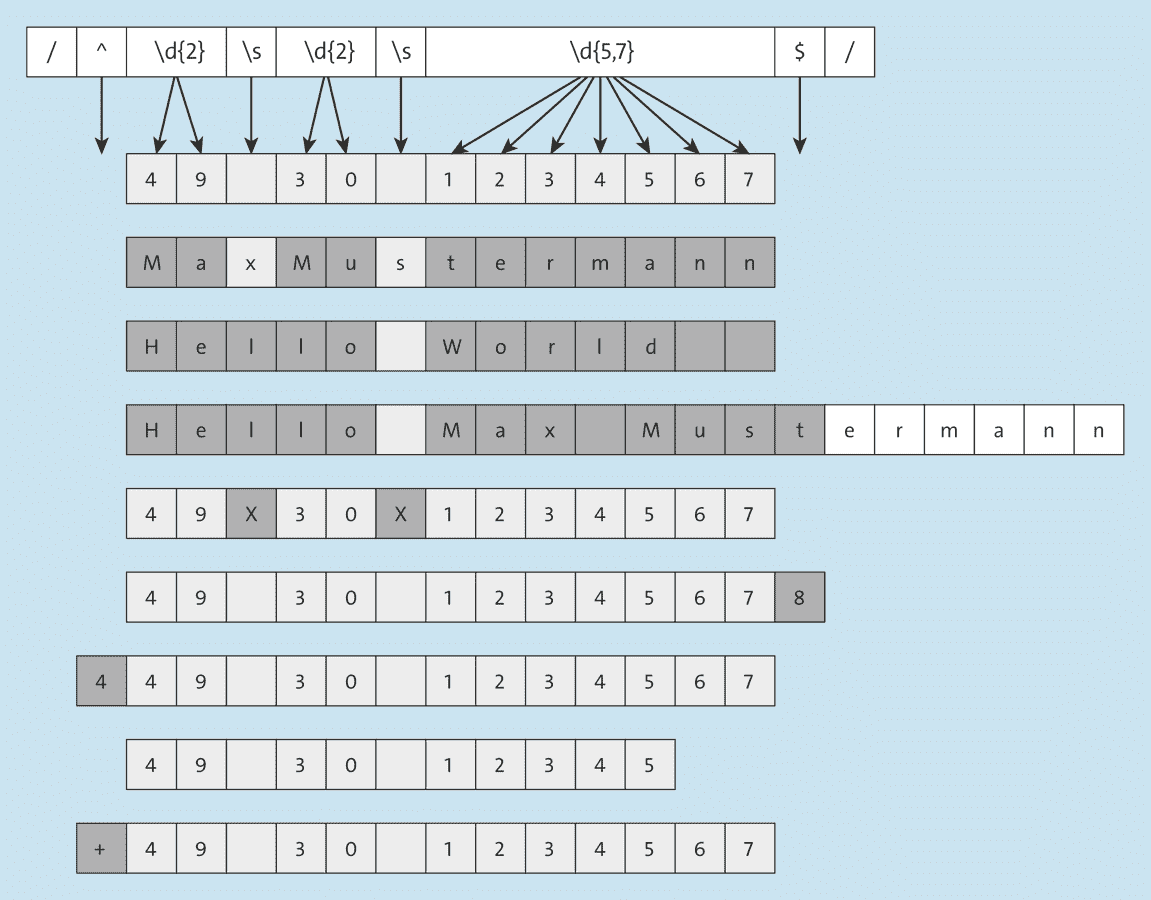 / ^ \d{2} \s \d{2} \s \d{5,7} $ /
4 9 3 0 1 2 3 4 5 6 7
M a x M u s t e r m a n n
H e l l o W o r l d
H e l l o M a x M u s t e r m a n n
4 9 X 3 0 X 1 2 3 4 5 6 7
4 9 3 0 1 2 3 4 5 6 7 8
4 4 9 3 0 1 2 3 4 5 6 7
4 9 3 0 1 2 3 4 5
+ 4 9 3 0 1 2 3 4 5 6 7